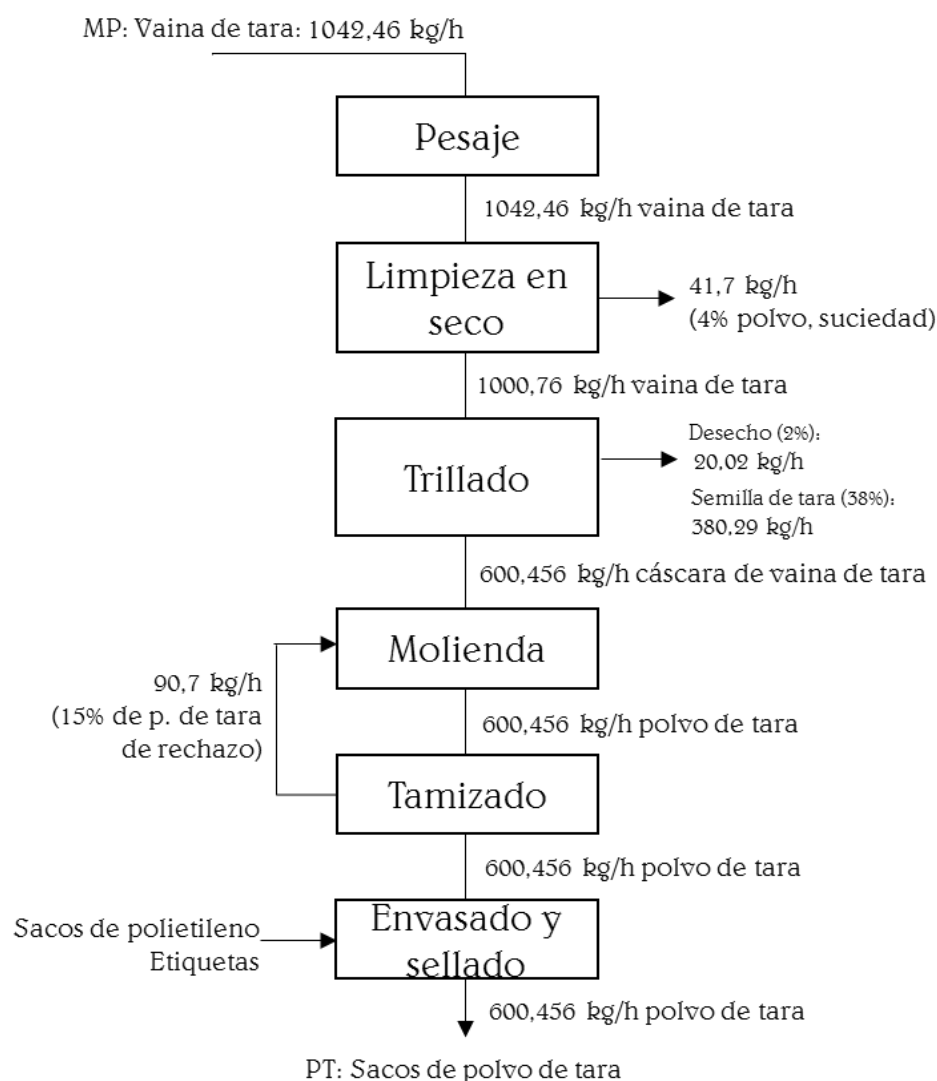 MP: Vaina de tara: 1042,46 kg/h
Pesaje
1042,46 kg/h vaina de tara
Limpieza en
seco
41,7 kg/h
(4% polvo, suciedad)
1000,76 kg/h vaina de tara
Trillado
Desecho (2%):
20,02 kg/h
Semilla de tara (38%):
380,29 kg/h
600,456 kg/h cáscara de vaina de tara
Molienda
90,7 kg/h
(15% de p. de tara
de rechazo)
600,456 kg/h polvo de tara
Tamizado
600,456 kg/h polvo de tara
Sacos de polietileno
Etiquetas
Envasado y
sellado
600,456 kg/h polvo de tara
PT: Sacos de polvo de tara